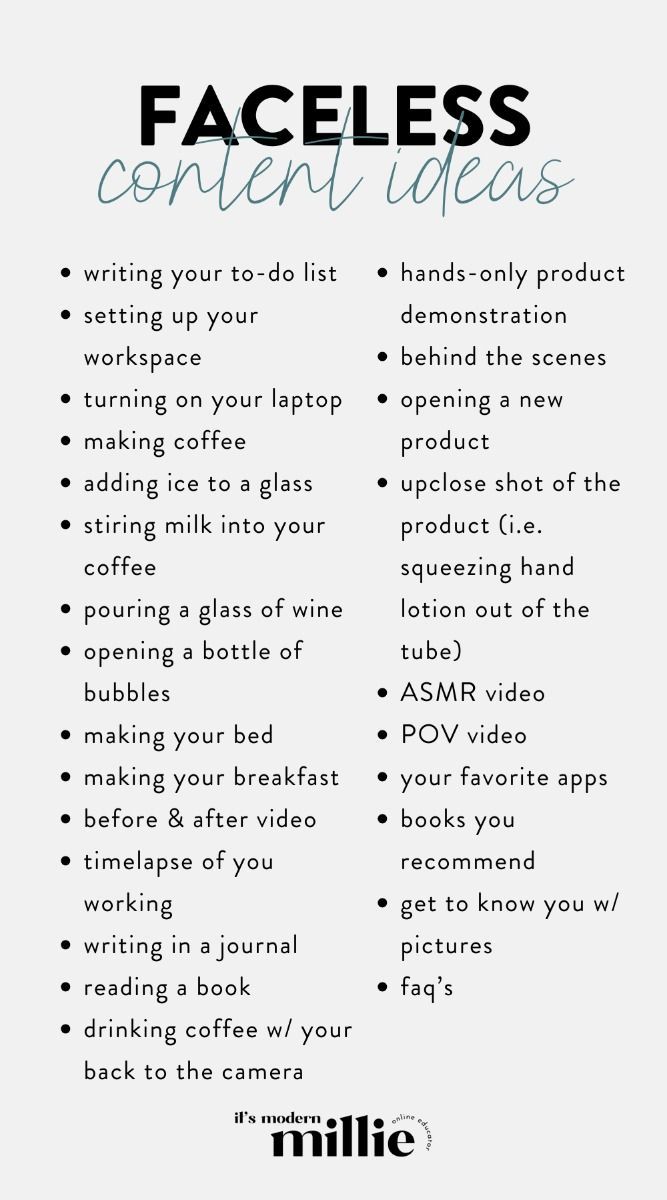 FACELESS
content ideas
• writing your to-do list
• setting up your
workspace
• turning on your laptop
• making coffee
• adding ice to a glass
• stiring milk into your
coffee
• pouring a glass of wine
• opening a bottle of
bubbles
• making your bed
• making your breakfast
• before & after video
• timelapse of you
working
• writing in a journal
• reading a book
• drinking coffee w/ your
back to the camera
• hands-only product
demonstration
• behind the scenes
• opening a new
product
• upclose shot of the
product (i.e.
squeezing hand
lotion out of the
tube)
• ASMR video
• POV video
• your favorite apps
• books you
recommend
• get to know you w/
pictures
• faq's
it's modern
millie
online educator